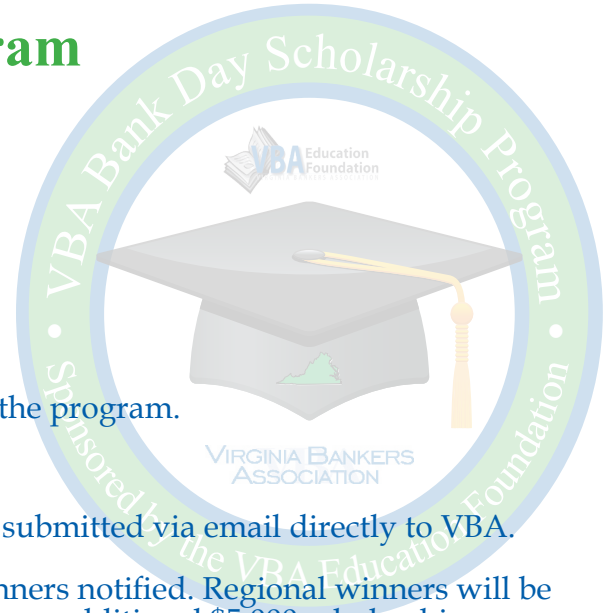 ram
VBA Bank Day Scholarship Program
VBA Education
Foundation
the program.
VIRGINIA BANKERS
ASSOCIATION
submitted via email directly to VBA.
Sponsored by the VBA Education Foundation
nners notified. Regional winners will be